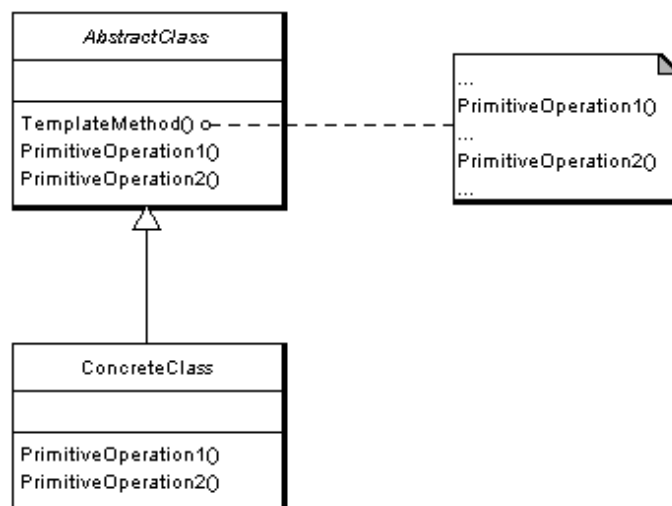 AbstractClass
TemplateMethod()
PrimitiveOperation1()
PrimitiveOperation2()
...
PrimitiveOperation1()
...
PrimitiveOperation2()
...
ConcreteClass
PrimitiveOperation1()
PrimitiveOperation2()